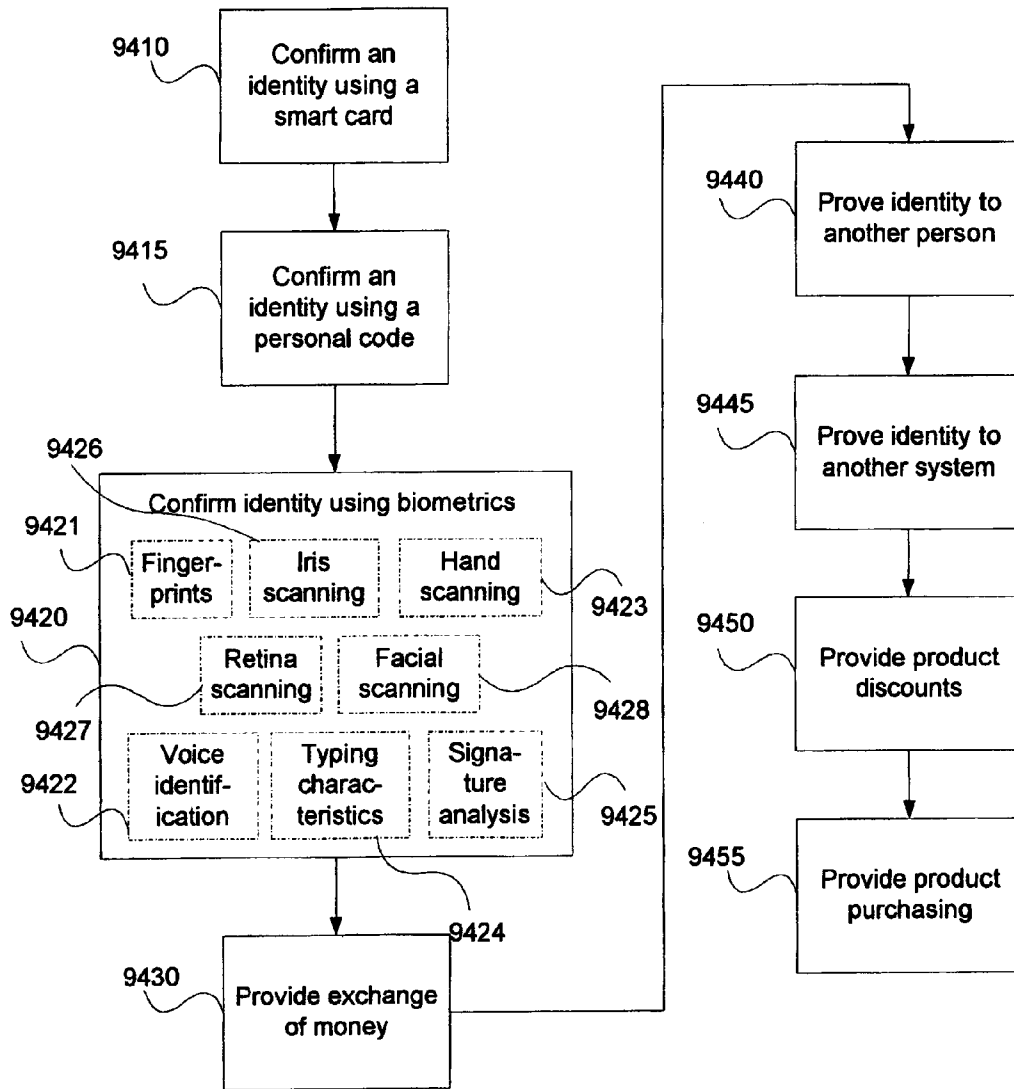 9410
Confirm an
identity using a
smart card
9415
Confirm an
identity using a
personal code
9426
Confirm identity using biometrics
9421
Finger-
prints
Iris
scanning
Hand
scanning
9423
9420
Retina
scanning
Facial
scanning
9427
9428
9422
Voice
identif-
ication
Typing
charac-
teristics
Signa-
ture
analysis
9425
9424
9430
Provide exchange
of money
9440
Prove identity to
another person
9445
Prove identity to
another system
9450
Provide product
discounts
9455
Provide product
purchasing